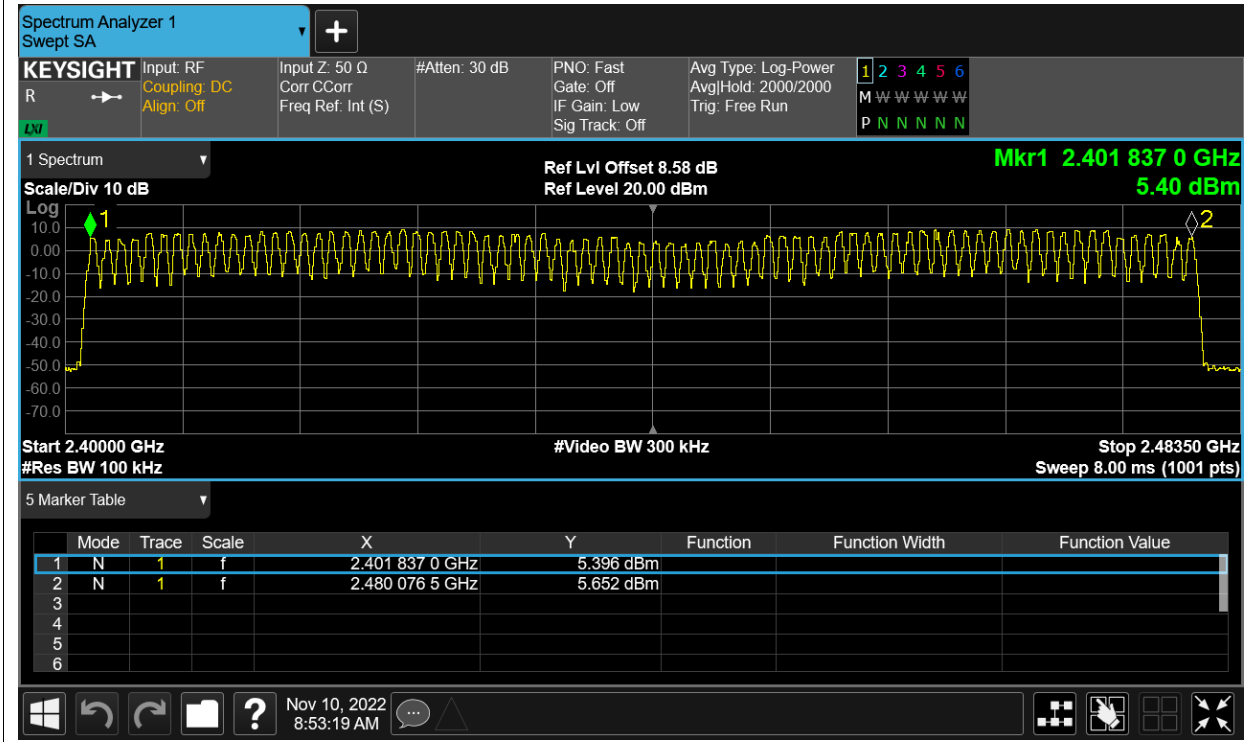 Spectrum Analyzer 1
Swept SA
+
KEYSIGHT
R
LXI
Input: RF
Coupling: DC
Align: Off
Input Z: 50 Ω
Corr CCorr
Freq Ref: Int (S)
#Atten: 30 dB
PNO: Fast
Gate: Off
IF Gain: Low
Sig Track: Off
Avg Type: Log-Power
Avg|Hold: 2000/2000
Trig: Free Run
1 2 3 4 5 6
M W W W W W W
P N N N N N N
1 Spectrum
Scale/Div 10 dB
Ref Lvl Offset 8.58 dB
Ref Level 20.00 dBm
Mkr1 2.401 837 0 GHz
5.40 dBm
Log
1
2
10.0
0.00
-10.0
-20.0
-30.0
-40.0
-50.0
-60.0
-70.0
Start 2.40000 GHz
#Video BW 300 kHz
Stop 2.48350 GHz
#Res BW 100 kHz
Sweep 8.00 ms (1001 pts)
5 Marker Table
Mode Trace Scale X Y Function Function Width Function Value
1 N 1 f 2.401 837 0 GHz 5.396 dBm
2 N 1 f 2.480 076 5 GHz 5.652 dBm
3
4
5
6
?
Nov 10, 2022
8:53:19 AM